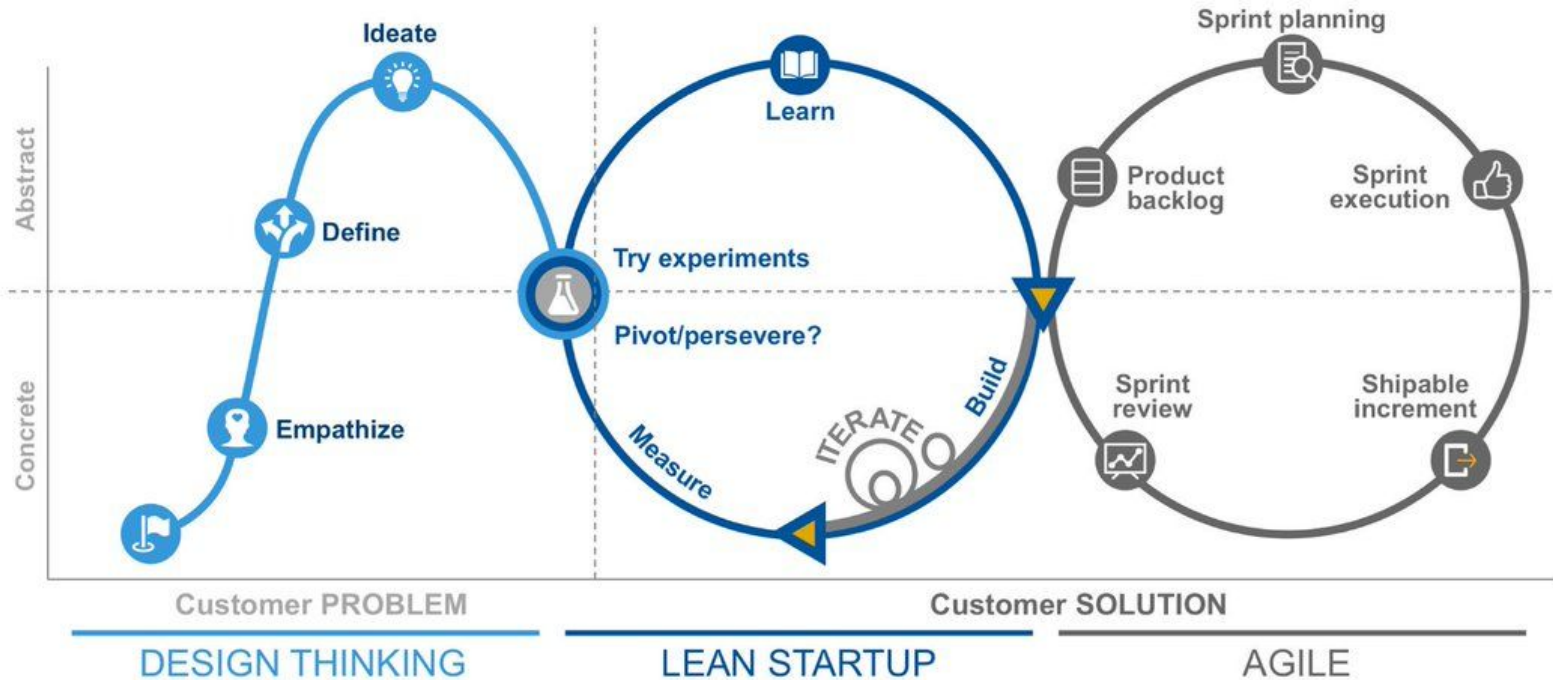 Ideate
Define
Empathize
Abstract
Concrete
Learn
Try experiments
Pivot/persevere?
Measure
ITERATE
Build
Sprint planning
Product
backlog
Sprint
execution
Sprint
review
Shipable
increment
Customer PROBLEM
Customer SOLUTION
DESIGN THINKING
LEAN STARTUP
AGILE